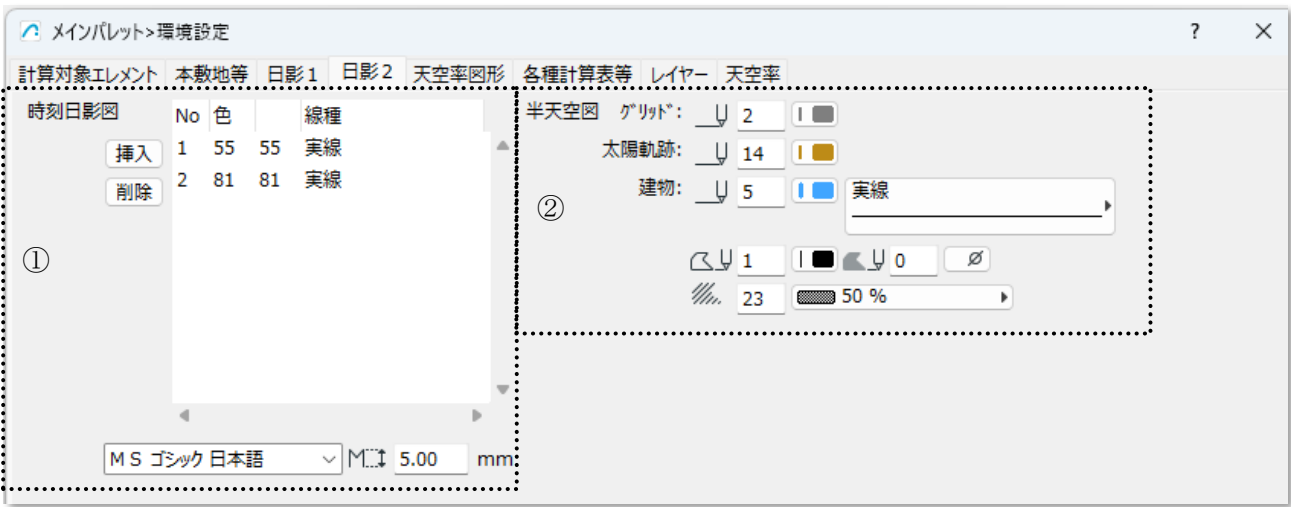 メインパレット>環境設定 ?
計算対象エレメント 本敷地等 日影1 日影2 天空率図形 各種計算表等 レイヤー 天空率
①
時刻日影図
挿入
削除
No 色 線種
1 55 55 実線
2 81 81 実線
MS ゴシック 日本語 M 5.00 mm
②
半天空図 ｸﾞﾘｯﾄﾞ: 2
太陽軌跡: 14
建物: 5 実線
1 0
23 50 %